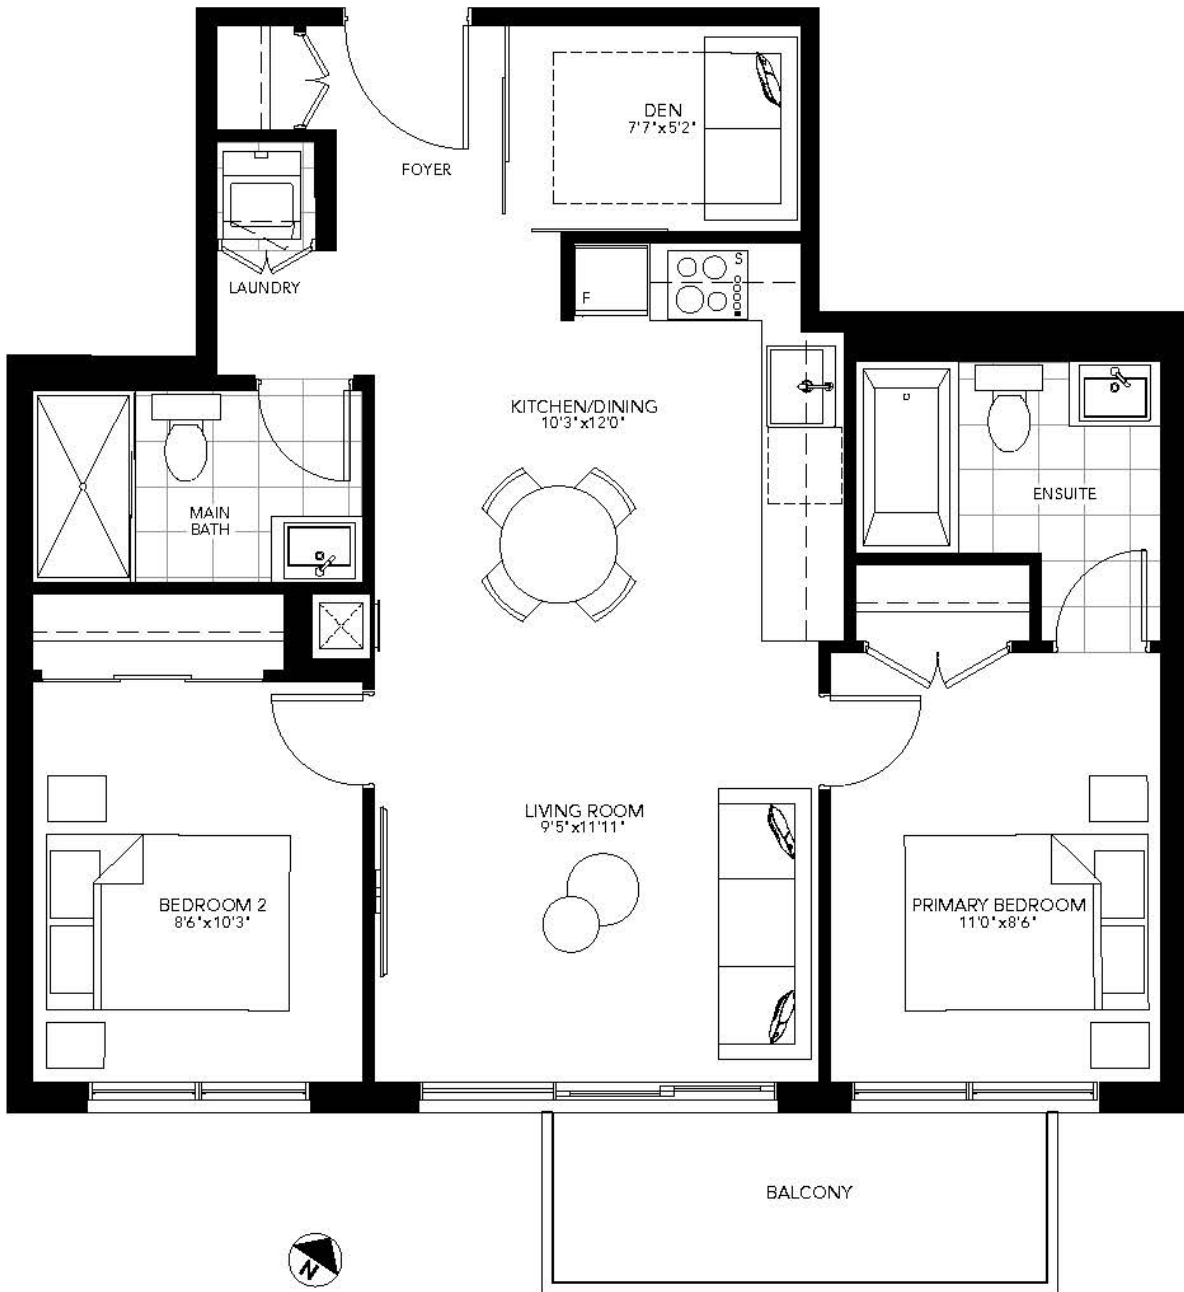 DEN
7'7"x5'2"
FOYER
S
F
LAUNDRY
KITCHEN/DINING
10'3"x12'0"
MAIN
BATH
ENSUITE
LIVING ROOM
9'5"x11'11"
BEDROOM 2
8'6"x10'3"
PRIMARY BEDROOM
11'0"x8'6"
BALCONY
N